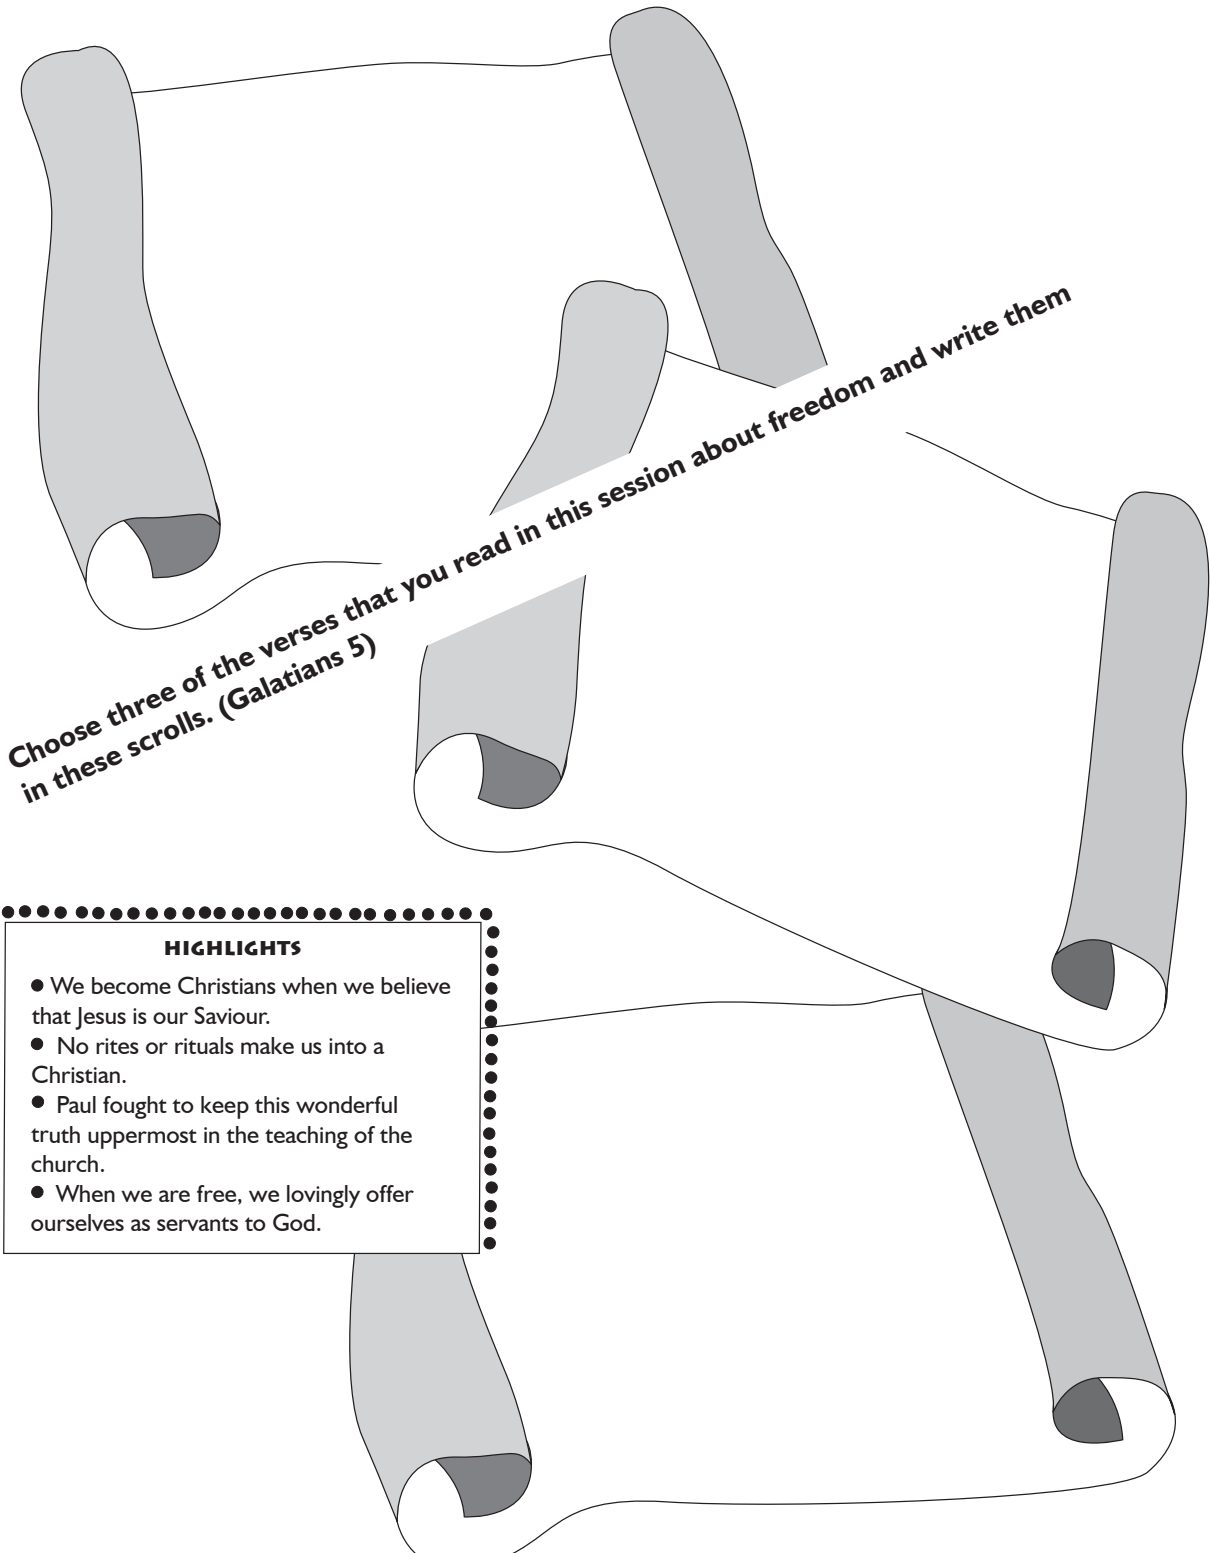 Choose three of the verses that you read in this session about freedom and write them
in these scrolls. (Galatians 5)
HIGHLIGHTS
● We become Christians when we believe
that Jesus is our Saviour.
● No rites or rituals make us into a
Christian.
● Paul fought to keep this wonderful
truth uppermost in the teaching of the
church.
● When we are free, we lovingly offer
ourselves as servants to God.